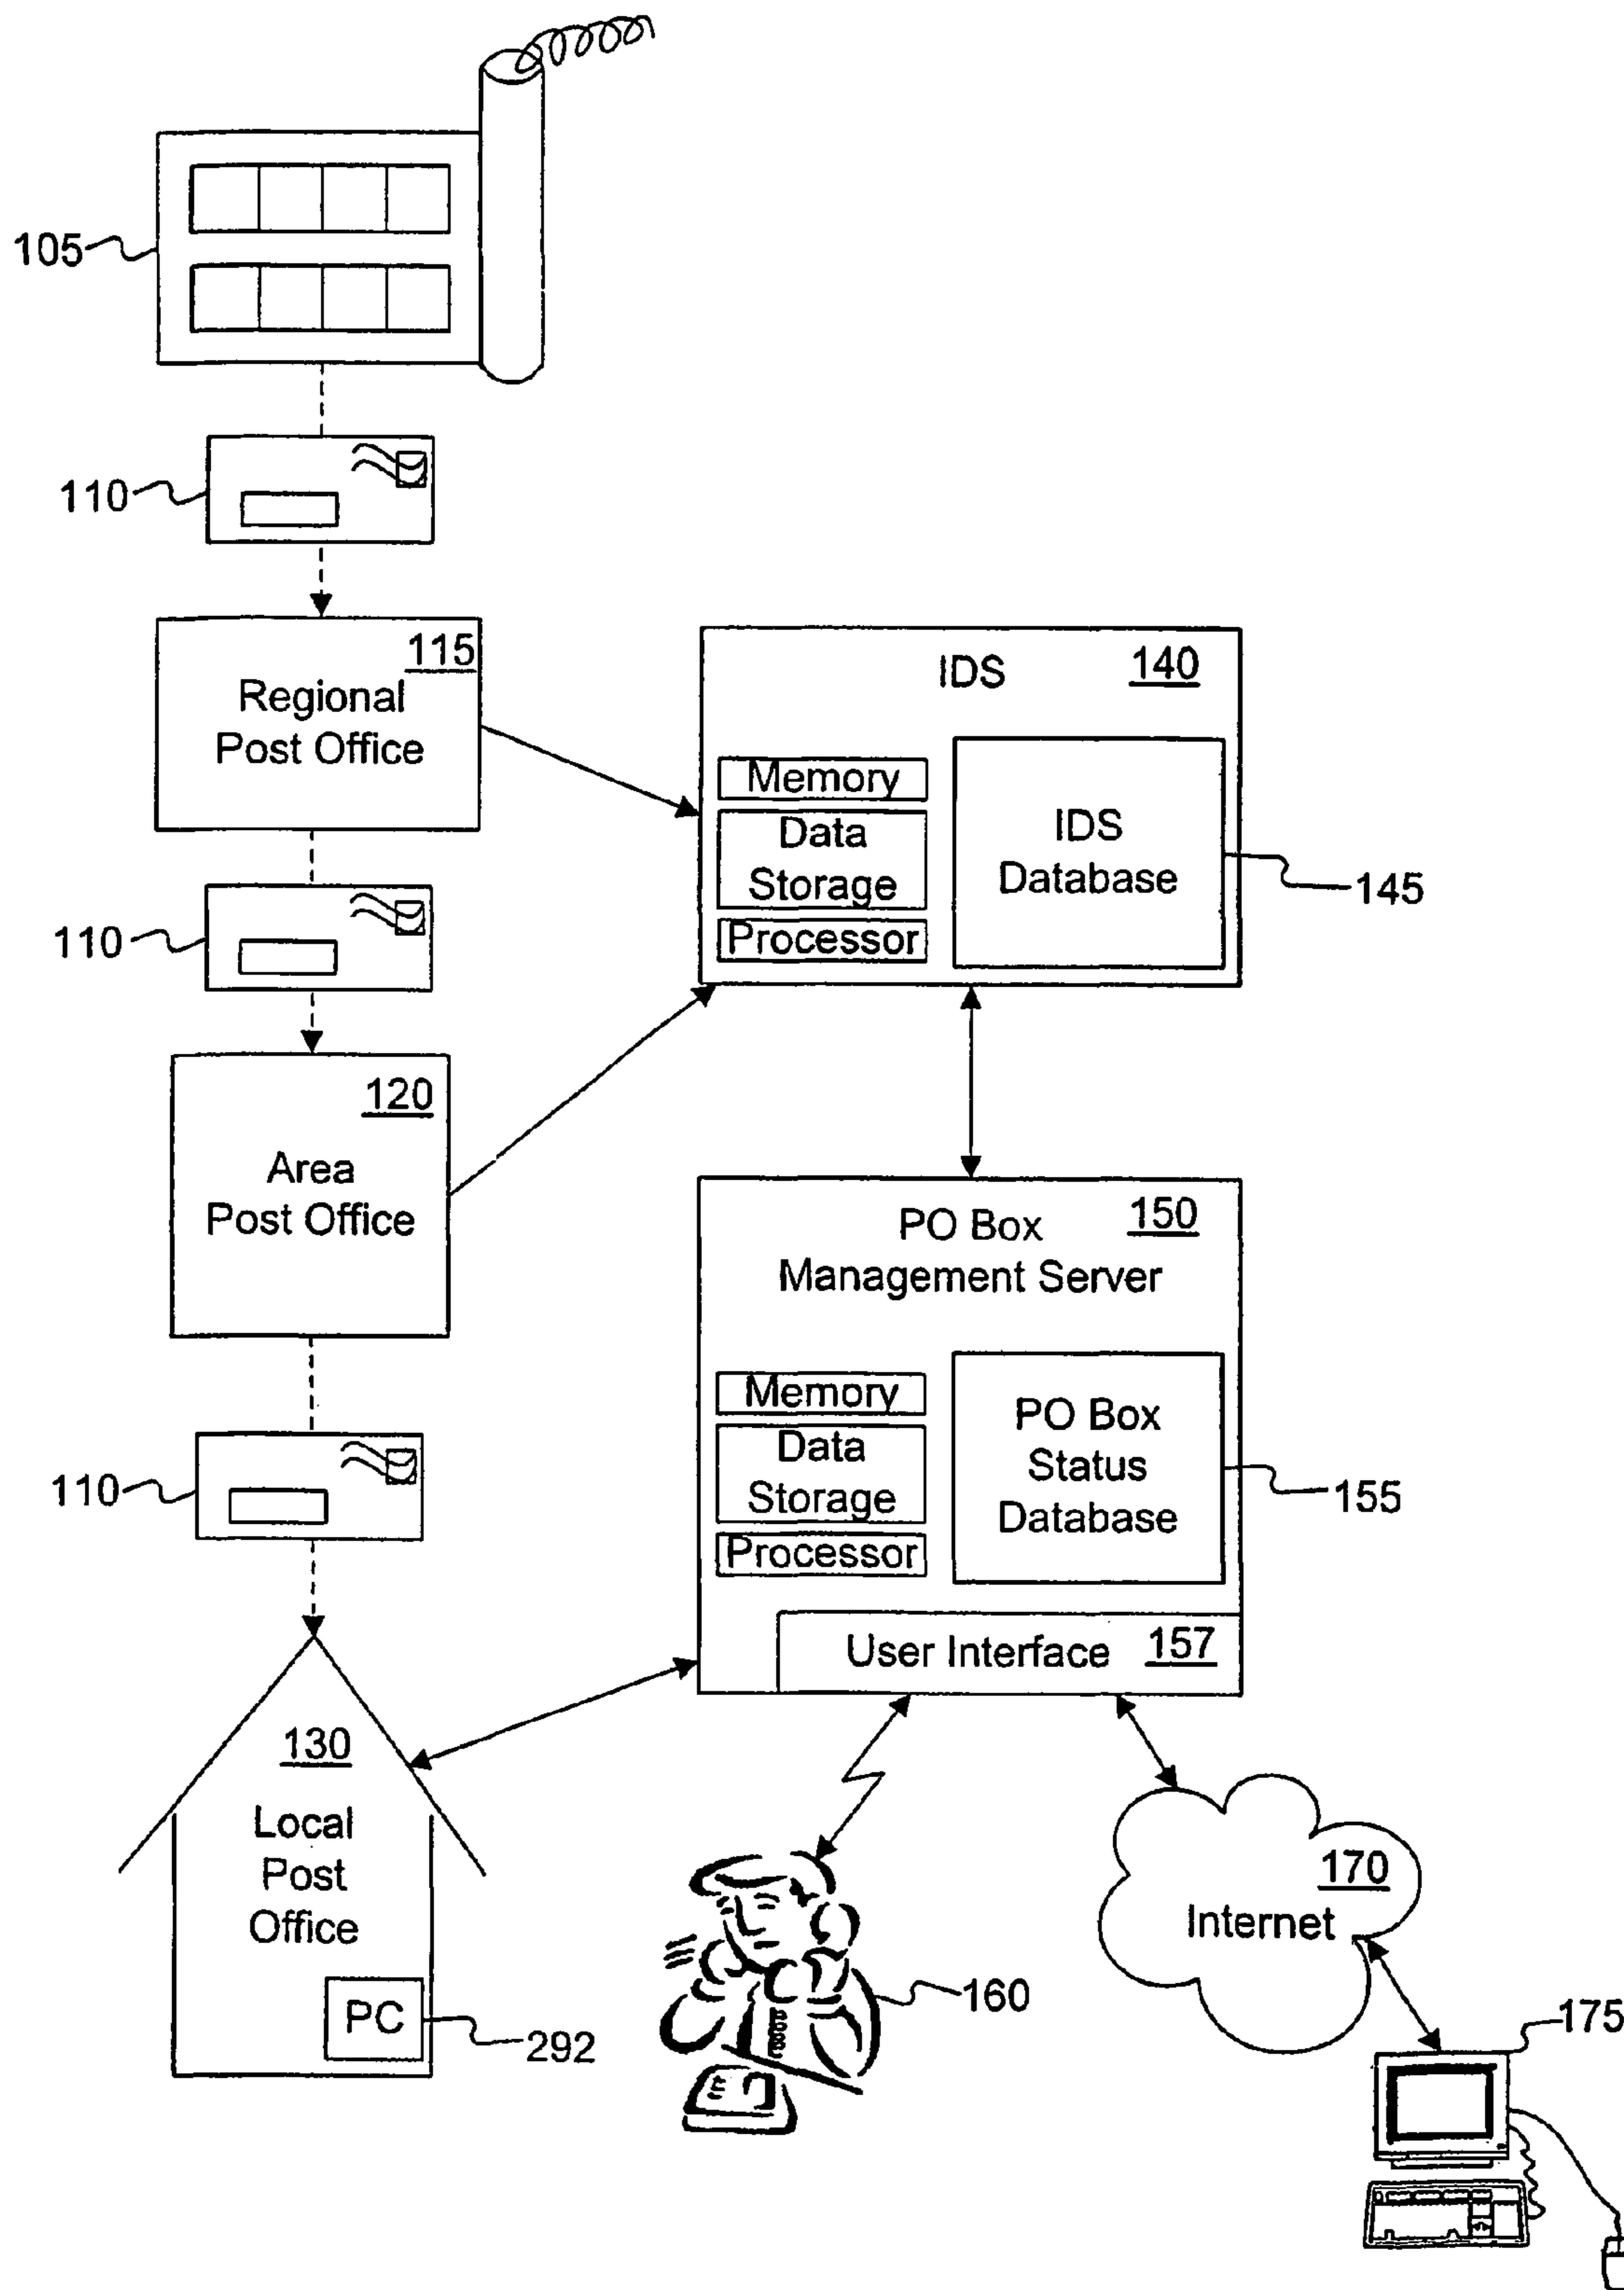 105
110
115
Regional
Post Office
110
120
Area
Post Office
110
130
Local
Post
Office
PC
292
IDS
140
Memory
Data
Storage
Processor
IDS
Database
145
PO Box
150
Management Server
Memory
Data
Storage
Processor
PO Box
Status
Database
155
User Interface
157
160
170
Internet
175